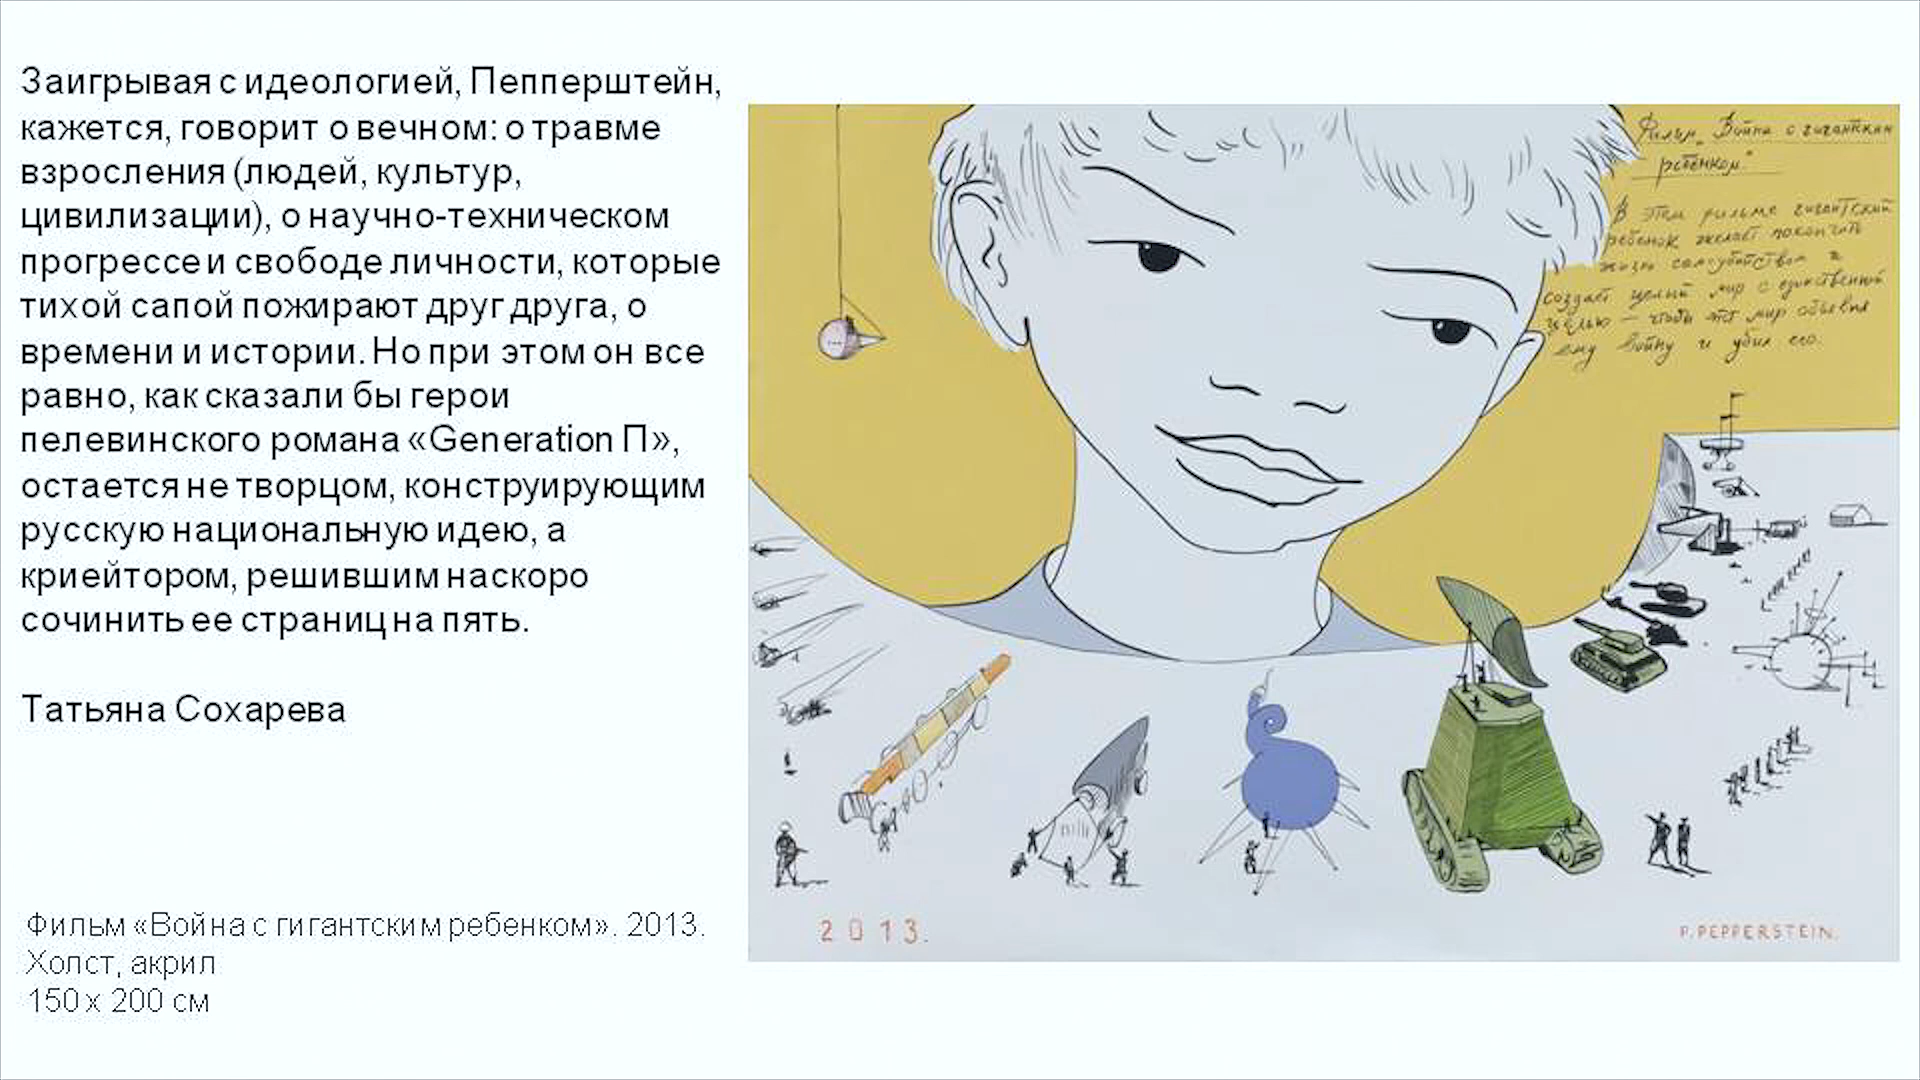 Заигрывая с идеологией, Пепперштейн,
кажется, говорит о вечном: о травме
взросления (людей, культур,
цивилизации), о научно-техническом
прогрессе и свободе личности, которые
тихой сапой пожирают друг друга, о
времени и истории. Но при этом он все
равно, как сказали бы герои
пелевинского романа «Generation П»,
остается не творцом, конструирующим
русскую национальную идею, а
криейтором, решившим наскоро
сочинить ее страниц на пять.
Татьяна Сохарева
Фильм «Война с гигантским ребенком». 2013.
Холст, акрил
150 х 200 см
Фильм „Война с гигантским
ребёнком."
В этом фильме гигантский
ребёнок желает покончить
жизнь самоубийством и
создаёт целый мир с единственной
целью — чтобы этот мир объявил
ему войну и убил его.
2013.
P.PEPPERSTEIN.